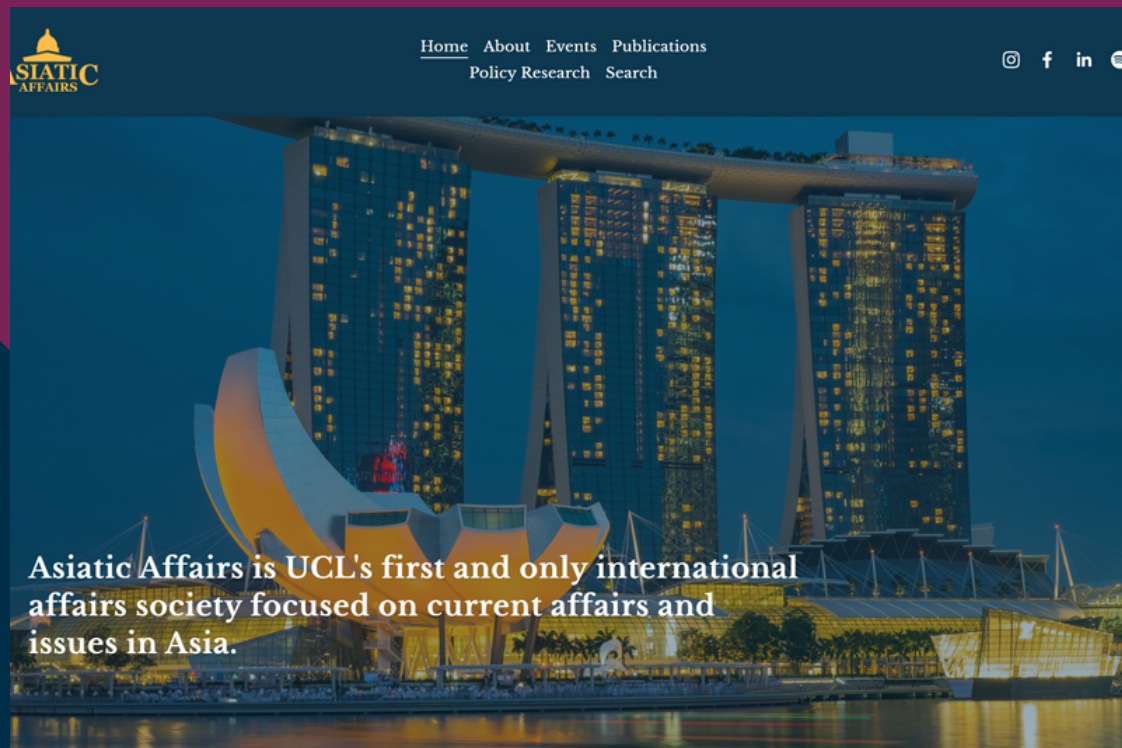 ASIATIC
AFFAIRS
Home About Events Publications
Policy Research Search
Asiatic Affairs is UCL's first and only international
affairs society focused on current affairs and
issues in Asia.